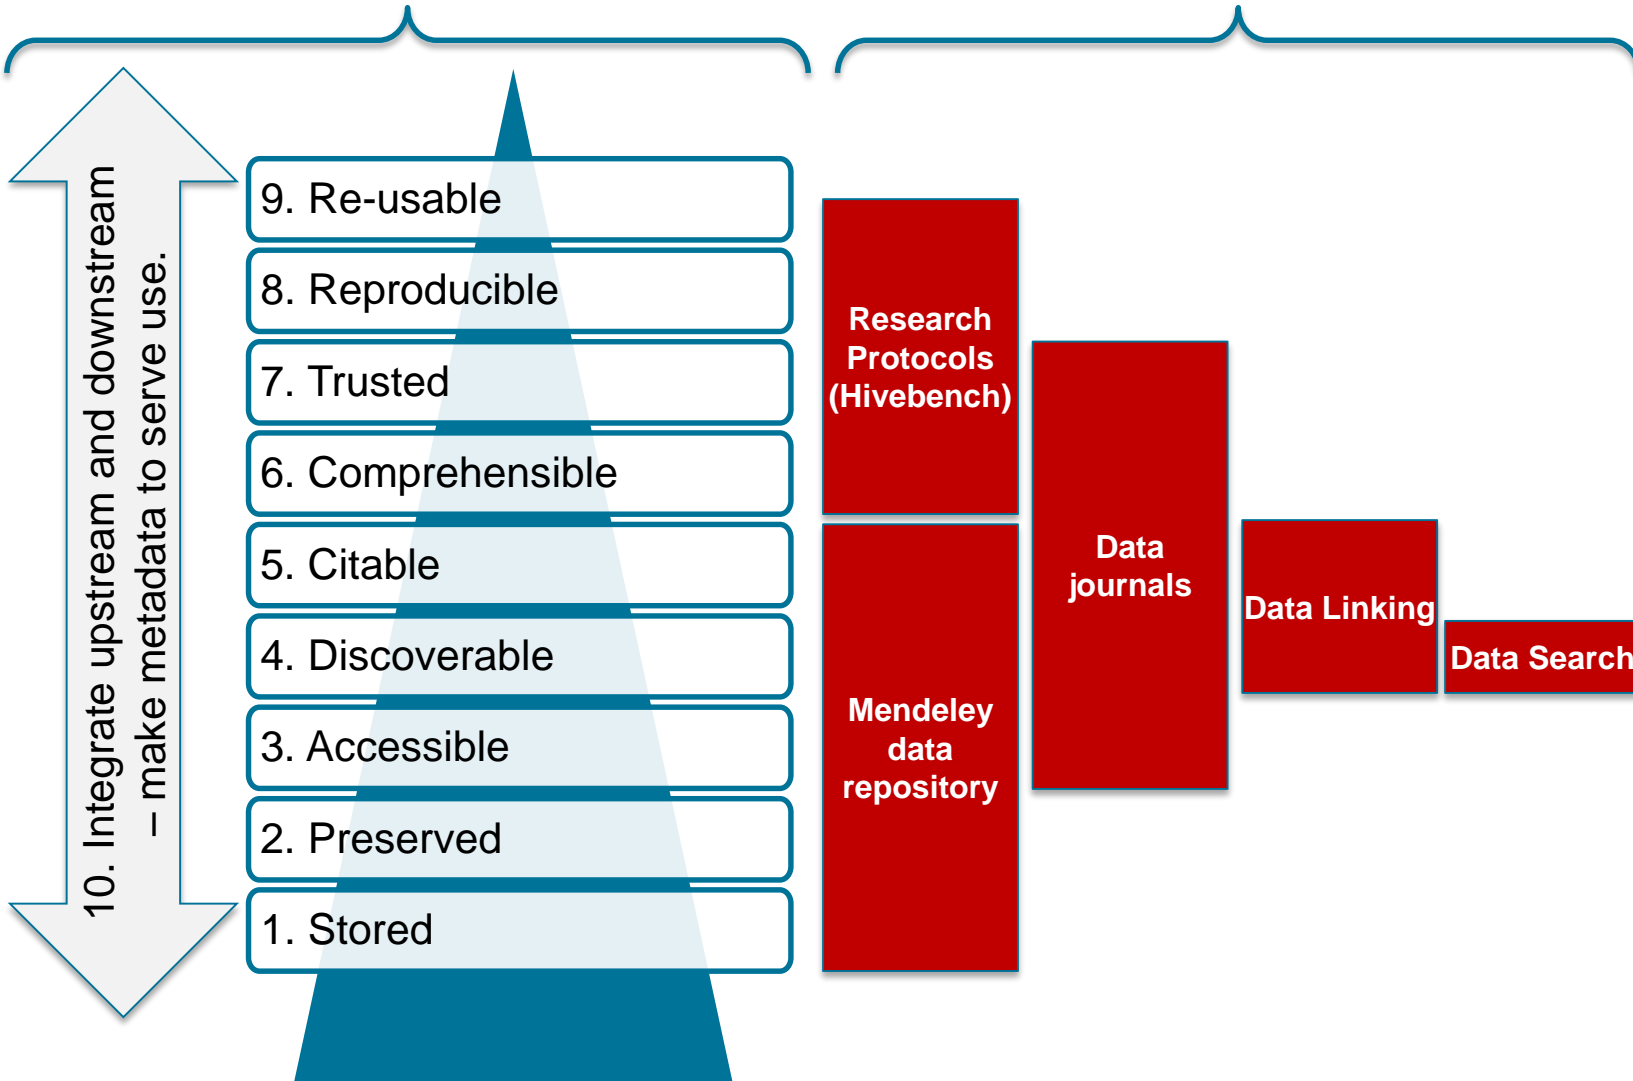 10. Integrate upstream and downstream
– make metadata to serve use.
9. Re-usable
8. Reproducible
7. Trusted
6. Comprehensible
5. Citable
4. Discoverable
3. Accessible
2. Preserved
1. Stored
Research
Protocols
(Hivebench)
Mendeley
data
repository
Data
journals
Data Linking
Data Search